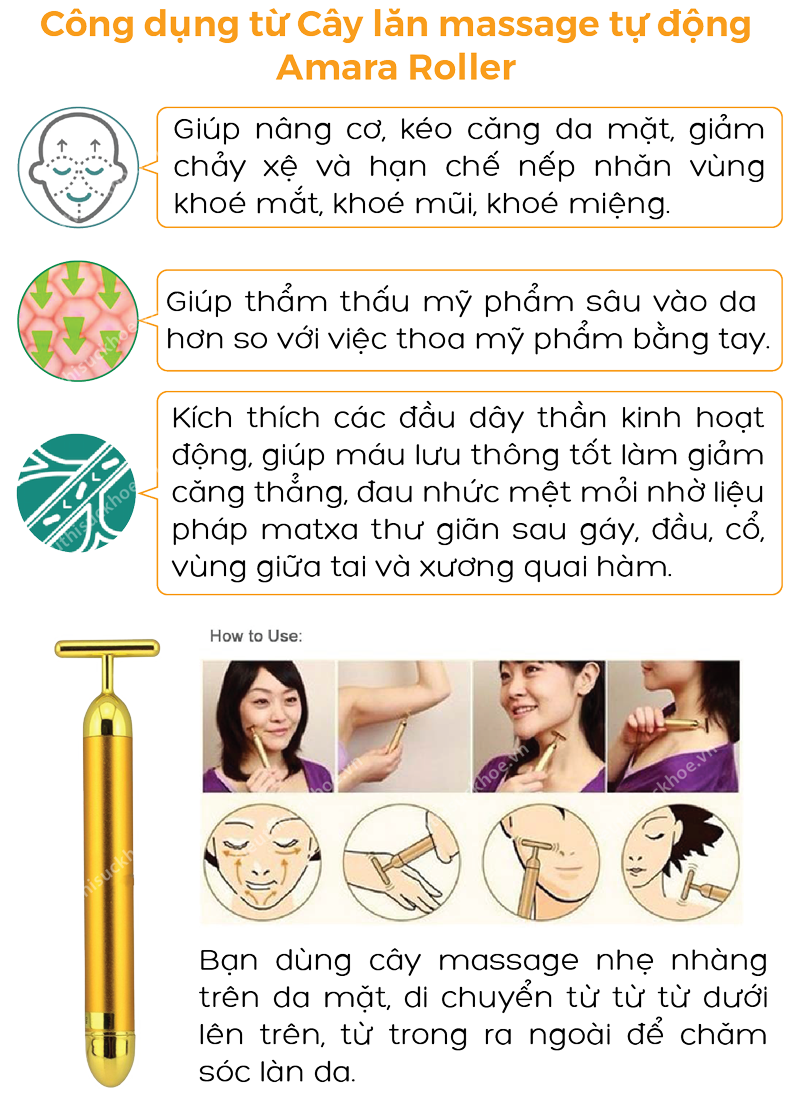 Công dụng từ Cây lăn massage tự động
Amara Roller
Giúp nâng cơ, kéo căng da mặt, giảm
chảy xệ và hạn chế nếp nhăn vùng
khoé mắt, khoé mũi, khoé miệng.
Giúp thẩm thấu mỹ phẩm sâu vào da
hơn so với việc thoa mỹ phẩm bằng tay.
Kích thích các đầu dây thần kinh hoạt
động, giúp máu lưu thông tốt làm giảm
căng thẳng, đau nhức mệt mỏi nhờ liệu
pháp matxa thư giãn sau gáy, đầu, cổ,
vùng giữa tai và xương quai hàm.
How to Use:
Bạn dùng cây massage nhẹ nhàng
trên da mặt, di chuyển từ từ từ dưới
lên trên, từ trong ra ngoài để chăm
sóc làn da.